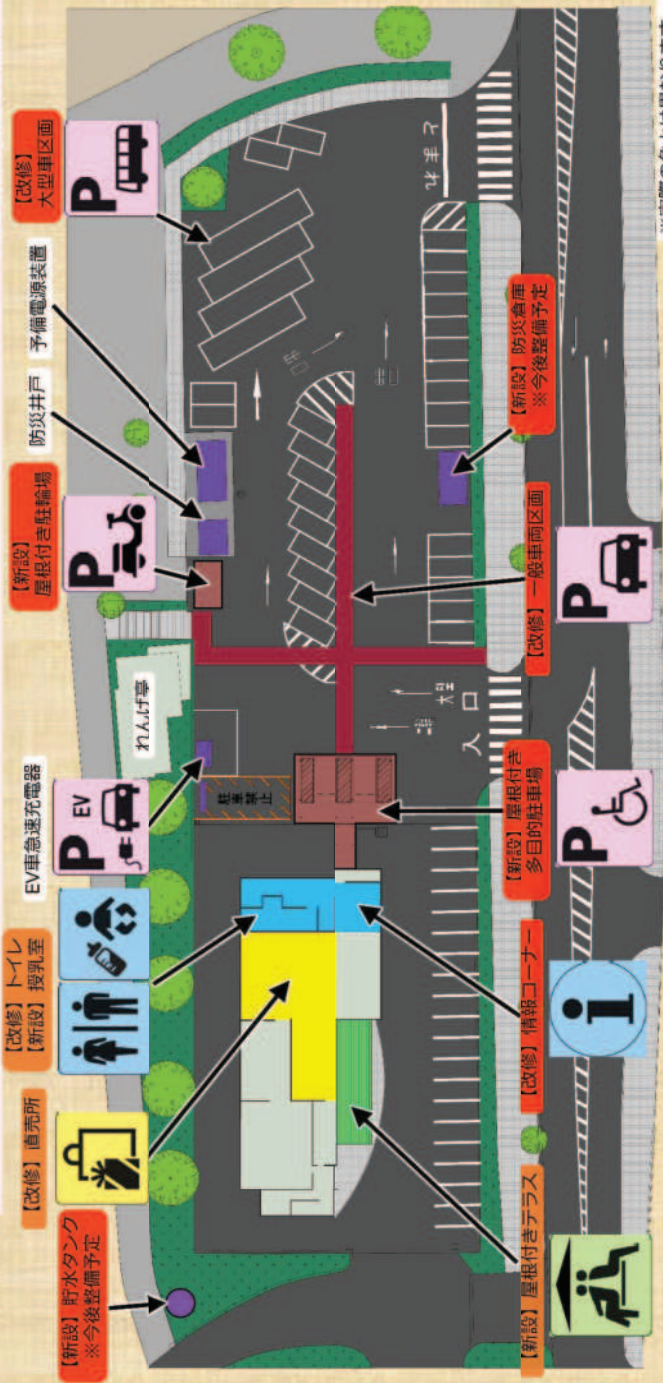 【新設】貯水タンク
※今後整備予定
【改修】直売所
【改修】トイレ
【新設】授乳室
EV車急速充電器
P EV
【新設】
屋根付き駐輪場
P
防災井戸
予備電源装置
【改修】
大型車区画
P
れんげ亭
駐車
禁止
大型
入口
【新設】屋根付きテラス
【改修】情報コーナー
i
【新設】屋根付き
多目的駐車場
P
【改修】一般車両区画
P
【新設】防災倉庫
※今後整備予定